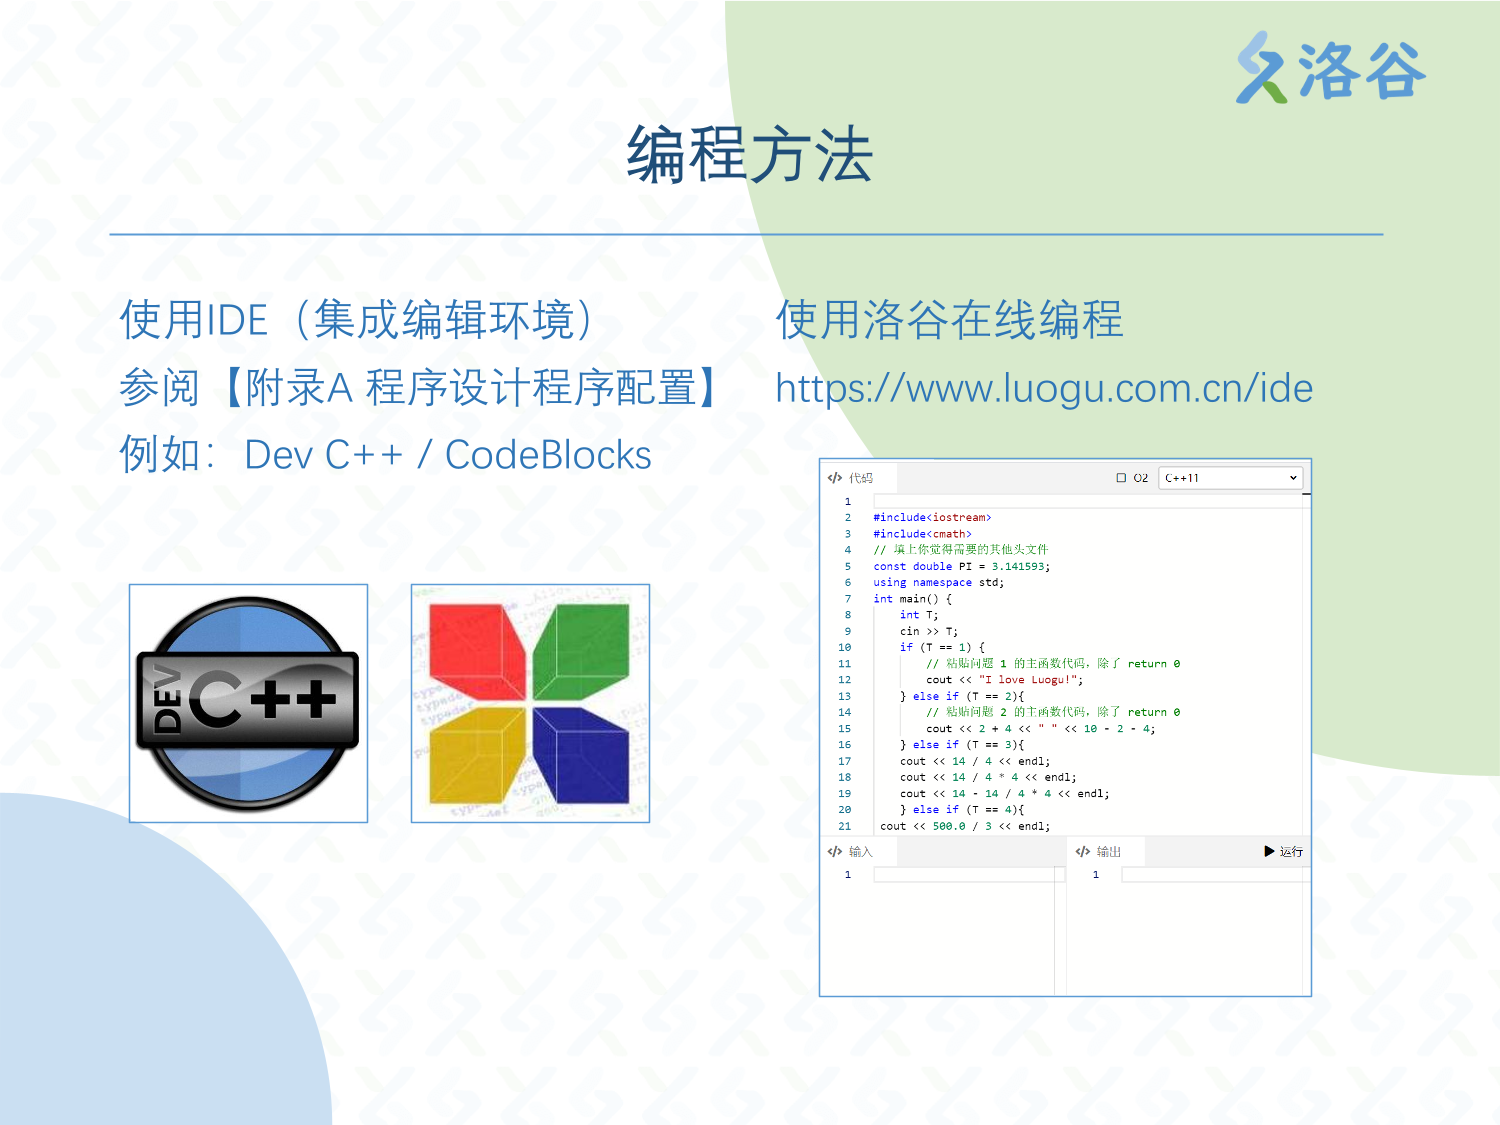 洛谷
编程方法
使用IDE（集成编辑环境）
参阅【附录A 程序设计程序配置】
例如：Dev C++ / CodeBlocks
DEV C++
使用洛谷在线编程
https://www.luogu.com.cn/ide
</> 代码
O2 C++11
1
2 #include<iostream>
3 #include<cmath>
4 // 填上你觉得需要的其他头文件
5 const double PI = 3.141593;
6 using namespace std;
7 int main() {
8 int T;
9 cin >> T;
10 if (T == 1) {
11 // 粘贴问题 1 的主函数代码，除了 return 0
12 cout << "I love Luogu!";
13 } else if (T == 2){
14 // 粘贴问题 2 的主函数代码，除了 return 0
15 cout << 2 + 4 << " " << 10 - 2 - 4;
16 } else if (T == 3){
17 cout << 14 / 4 << endl;
18 cout << 14 / 4 * 4 << endl;
19 cout << 14 - 14 / 4 * 4 << endl;
20 } else if (T == 4){
21 cout << 500.0 / 3 << endl;
</> 输入
1
</> 输出
运行
1